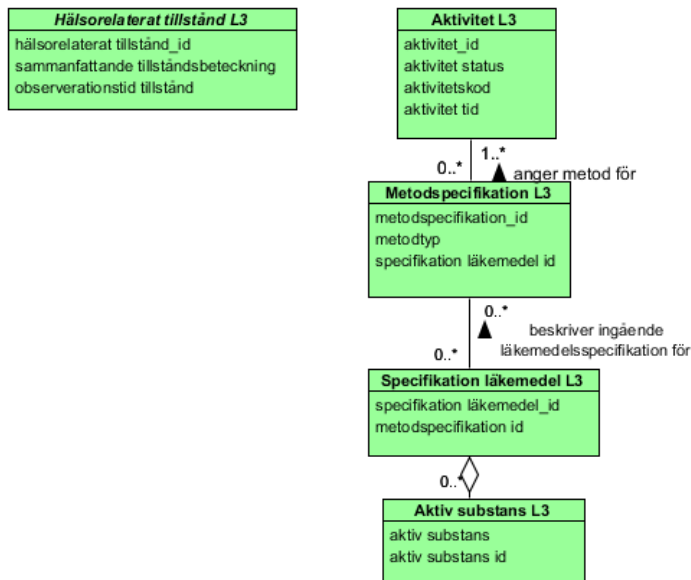 Hälsorelaterat tillstånd L3
hälsorelaterat tillstånd_id
sammanfattande tillståndsbeteckning
observerationstid tillstånd
Aktivitet L3
aktivitet_id
aktivitet status
aktivitetskod
aktivitet tid
0..*
1..*
anger metod för
Metodspecifikation L3
metodspecifikation_id
metodtyp
specifikation läkemedel id
0..*
beskriver ingående
läkemedelsspecifikation för
0..*
Specifikation läkemedel L3
specifikation läkemedel_id
metodspecifikation id
0..*
Aktiv substans L3
aktiv substans
aktiv substans id